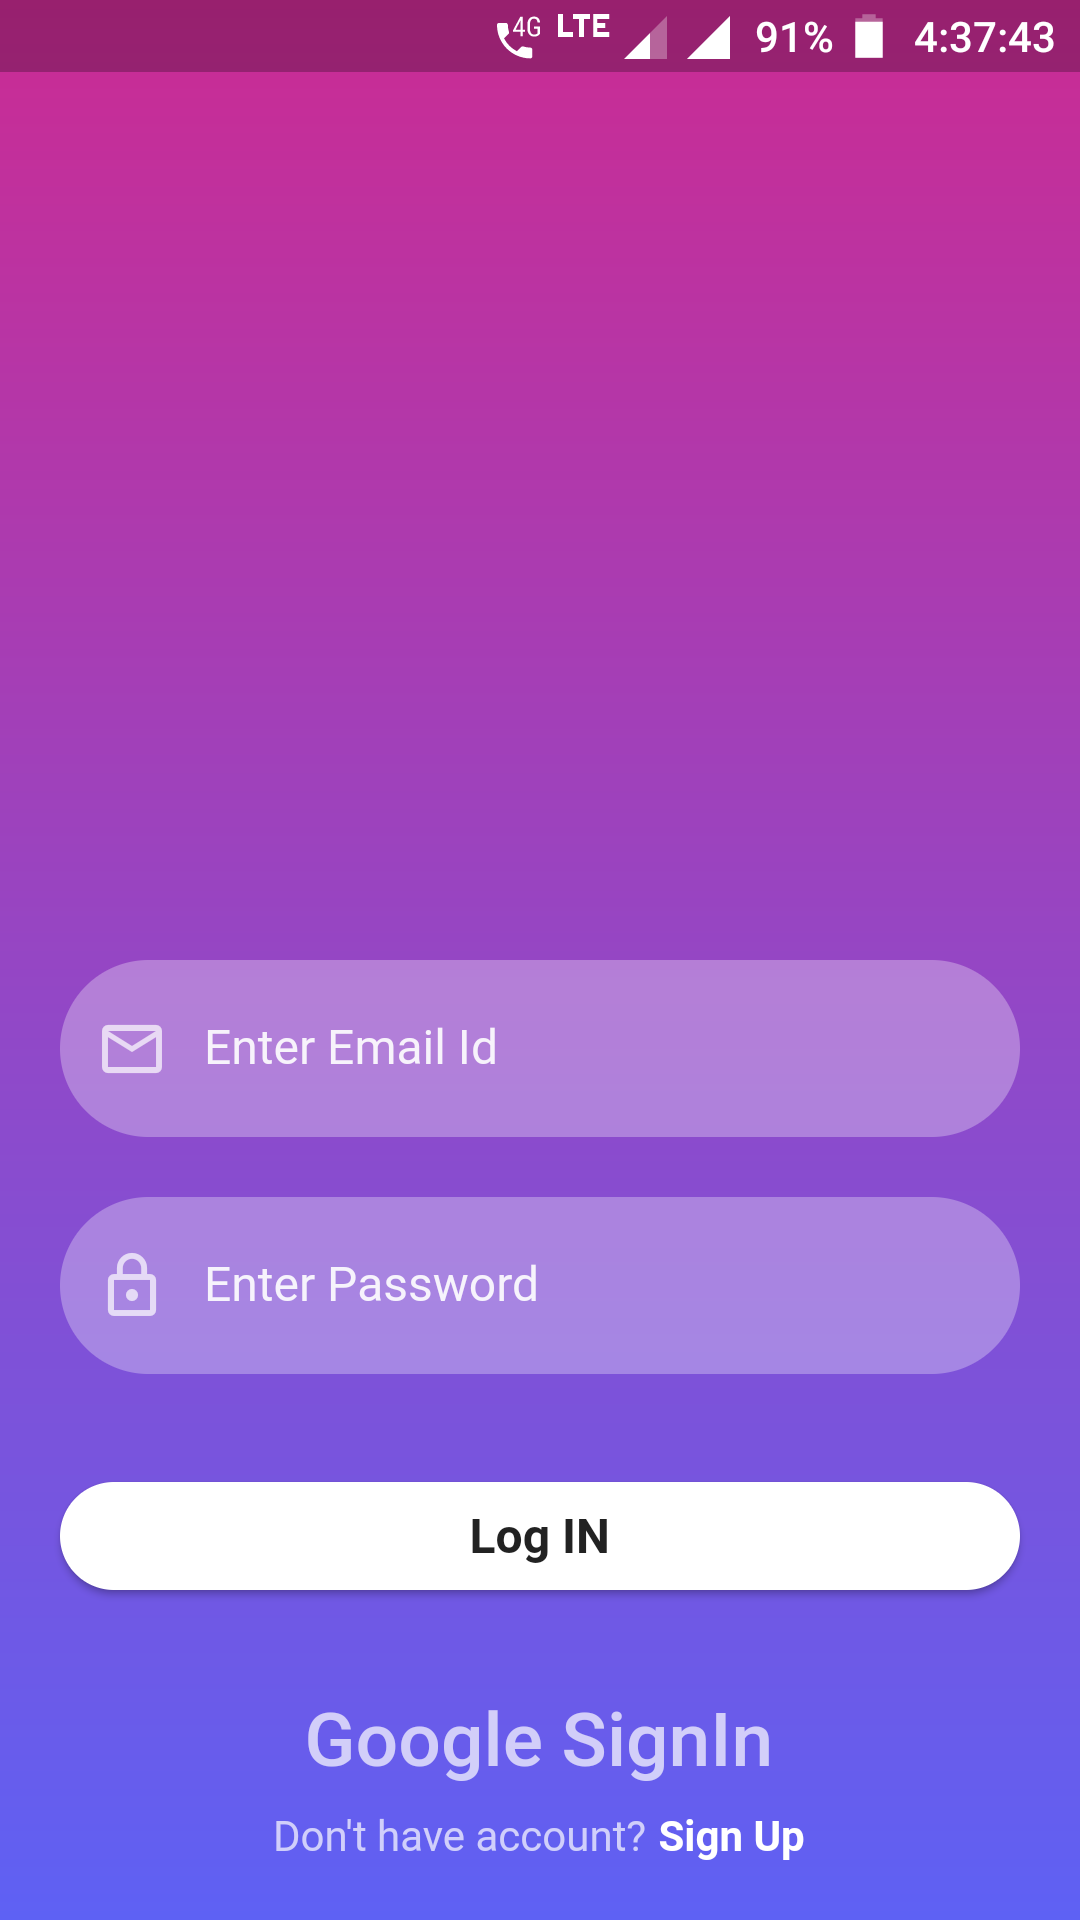 4G LTE 91% 4:37:43
Enter Email Id
Enter Password
Log IN
Google SignIn
Don't have account? Sign Up